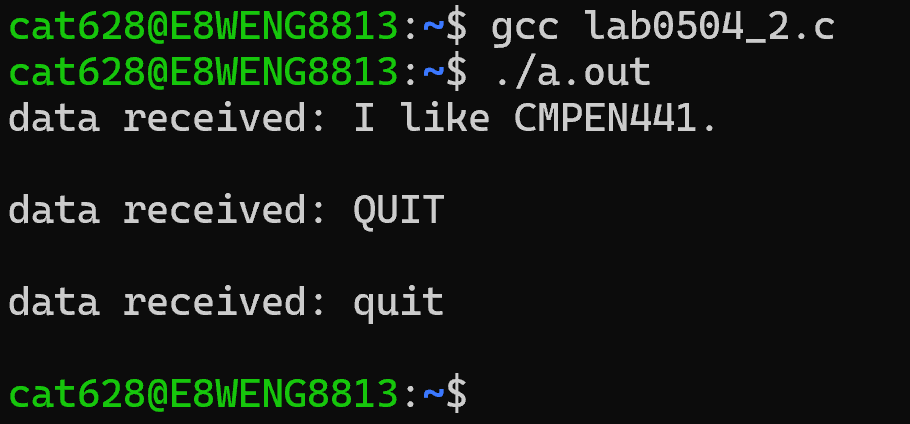 cat628@E8WENG8813:~$ gcc lab0504_2.c
cat628@E8WENG8813:~$ ./a.out
data received: I like CMPEN441.
data received: QUIT
data received: quit
cat628@E8WENG8813:~$